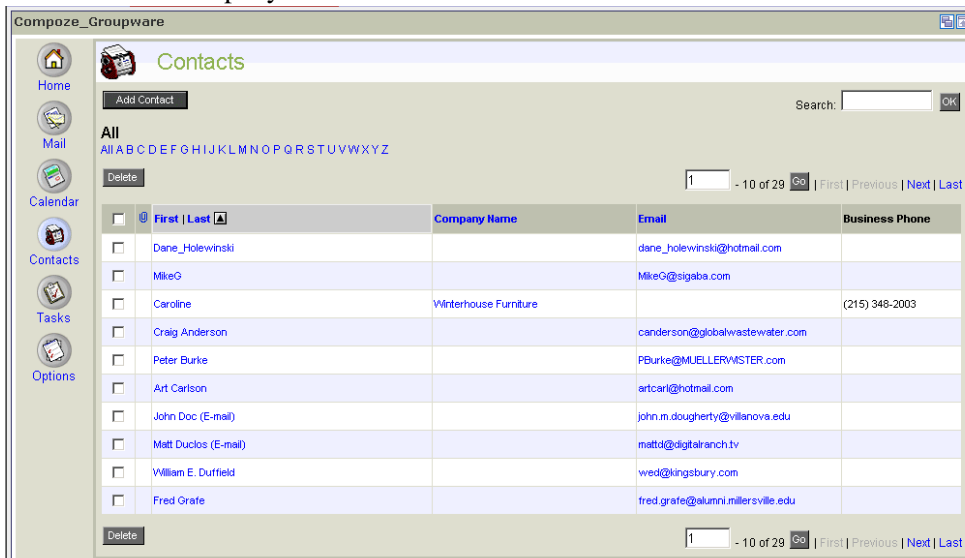 Compoze_Groupware
Home
Mail
Calendar
Contacts
Tasks
Options
Contacts
Add Contact
Search: OK
All
All A B C D E F G H I J K L M N O P Q R S T U V W X Y Z
Delete
1 - 10 of 29 Go | First | Previous | Next | Last
First | Last Company Name Email Business Phone
Dane_Holewinski dane_holewinski@hotmail.com
MikeG MikeG@sigaba.com
Caroline Winterhouse Furniture (215) 348-2003
Craig Anderson canderson@globalwastewater.com
Peter Burke PBurke@MUELLERWISTER.com
Art Carlson artcarl@hotmail.com
John Doc (E-mail) john.m.dougherty@villanova.edu
Matt Duclos (E-mail) mattd@digitalranch.tv
William E. Duffield wed@kingsbury.com
Fred Grafe fred.grafe@alumni.millersville.edu
Delete
1 - 10 of 29 Go | First | Previous | Next | Last